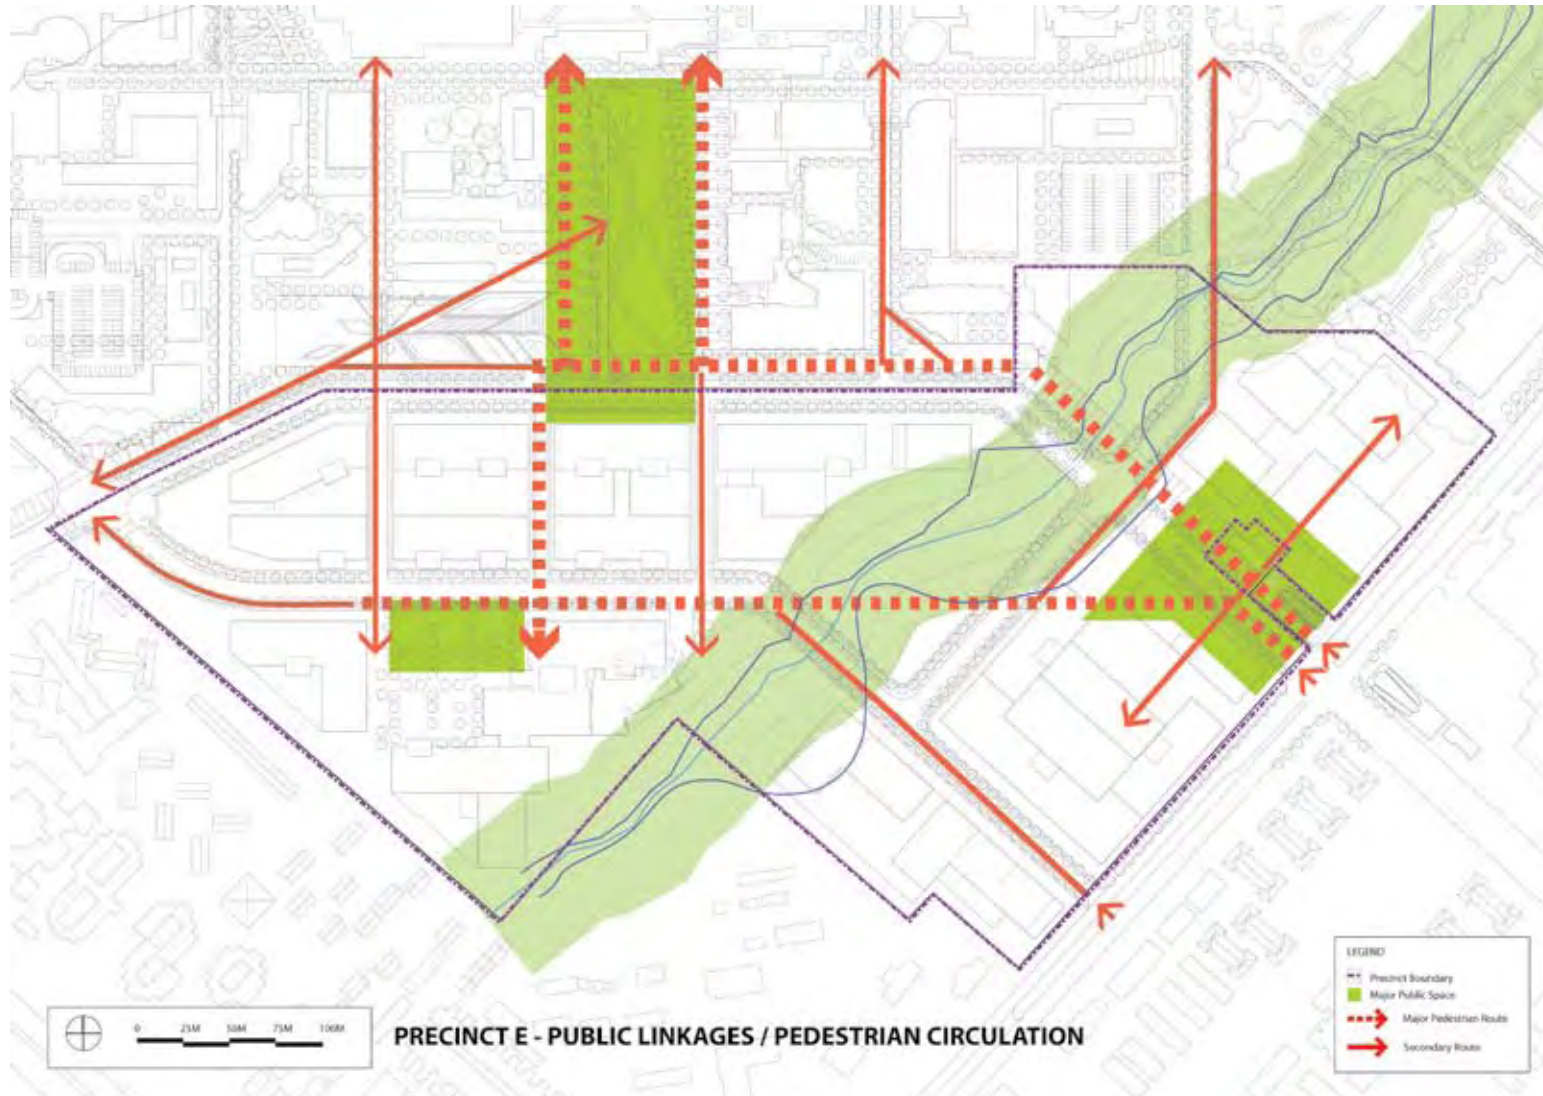 LEGEND
Precinct Boundary
Major Public Space
Major Pedestrian Route
Secondary Route
0 25M 50M 75M 100M
PRECINCT E - PUBLIC LINKAGES / PEDESTRIAN CIRCULATION